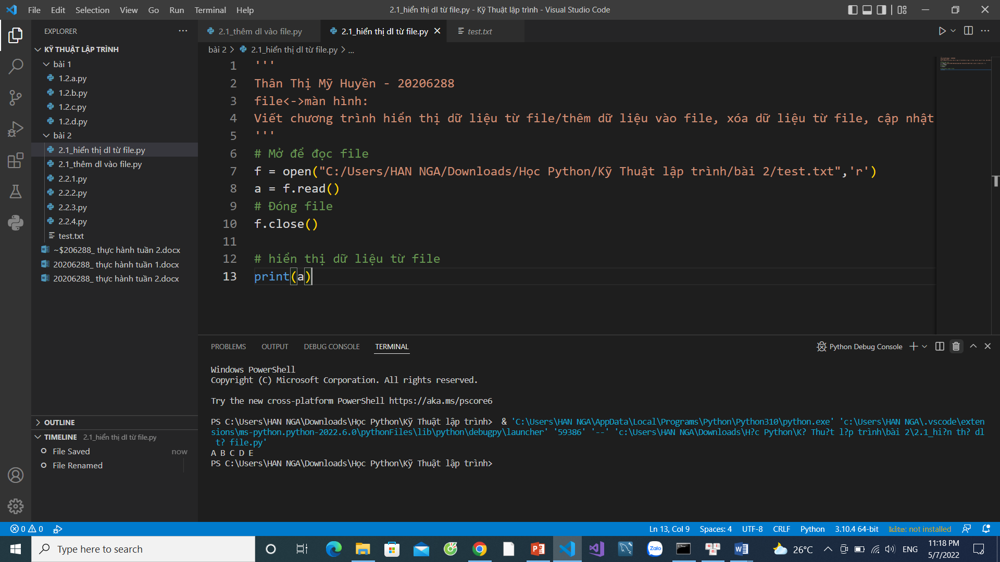 File Edit Selection View Go Run Terminal Help
2.1_hiển thị dl từ file.py - Kỹ Thuật lập trình - Visual Studio Code
EXPLORER
KỸ THUẬT LẬP TRÌNH
bài 1
1.2.a.py
1.2.b.py
1.2.c.py
1.2.d.py
bài 2
2.1_hiển thị dl từ file.py
2.1_thêm dl vào file.py
2.2.1.py
2.2.2.py
2.2.3.py
2.2.4.py
test.txt
~$206288_ thực hành tuần 2.docx
20206288_ thực hành tuần 1.docx
20206288_ thực hành tuần 2.docx
OUTLINE
TIMELINE 2.1_hiển thị dl từ file.py
File Saved now
File Renamed
2.1_thêm dl vào file.py 2.1_hiển thị dl từ file.py test.txt
bài 2 > 2.1_hiển thị dl từ file.py > ...
1 '''
2 Thân Thị Mỹ Huyền - 20206288
3 file<->màn hình:
4 Viết chương trình hiển thị dữ liệu từ file/thêm dữ liệu vào file, xóa dữ liệu từ file, cập nhật
5 '''
6 # Mở để đọc file
7 f = open("C:/Users/HAN NGA/Downloads/Học Python/Kỹ Thuật lập trình/bài 2/test.txt",'r')
8 a = f.read()
9 # Đóng file
10 f.close()
11
12 # hiển thị dữ liệu từ file
13 print(a)
PROBLEMS OUTPUT DEBUG CONSOLE TERMINAL
Python Debug Console
Windows PowerShell
Copyright (C) Microsoft Corporation. All rights reserved.
Try the new cross-platform PowerShell https://aka.ms/pscore6
PS C:\Users\HAN NGA\Downloads\Học Python\Kỹ Thuật lập trình> & 'C:\Users\HAN NGA\AppData\Local\Programs\Python\Python310\python.exe' 'c:\Users\HAN NGA\.vscode\exten
sions\ms-python.python-2022.6.0\pythonFiles\lib\python\debugpy\launcher' '59386' '--' 'c:\Users\HAN NGA\Downloads\H?c Python\K? Thu?t l?p trình\bài 2\2.1_hi?n th? dl
t? file.py'
A B C D E
PS C:\Users\HAN NGA\Downloads\Học Python\Kỹ Thuật lập trình>
0 0
Ln 13, Col 9 Spaces: 4 UTF-8 CRLF Python 3.10.4 64-bit kite: not installed
Type here to search
Zalo
26°C
ENG
11:18 PM
5/7/2022